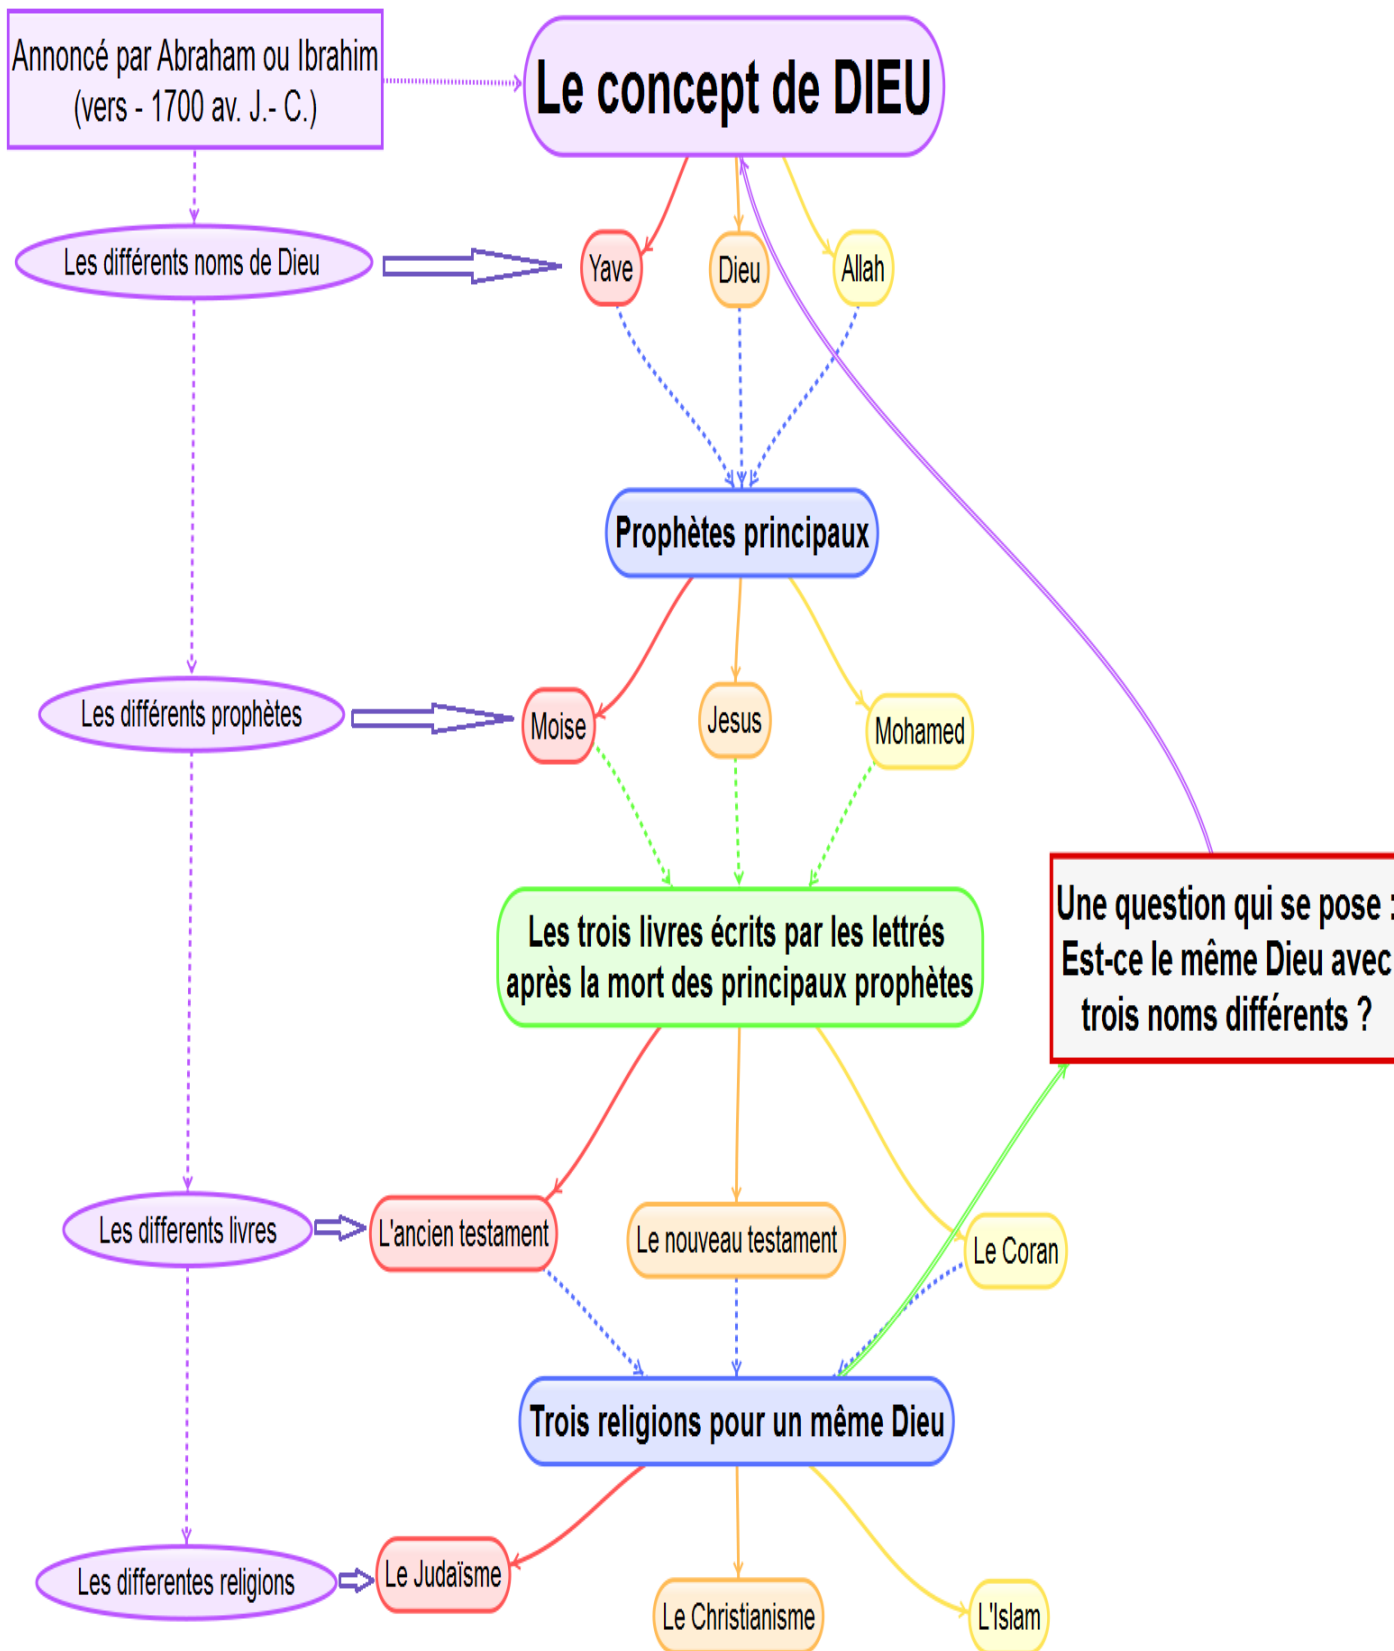 Annoncé par Abraham ou Ibrahim
(vers - 1700 av. J.- C.)
Le concept de DIEU
Les différents noms de Dieu
Yave
Dieu
Allah
Prophètes principaux
Les différents prophètes
Moise
Jesus
Mohamed
Les trois livres écrits par les lettrés
après la mort des principaux prophètes
Une question qui se pose :
Est-ce le même Dieu avec
trois noms différents ?
Les differents livres
L'ancien testament
Le nouveau testament
Le Coran
Trois religions pour un même Dieu
Les differentes religions
Le Judaïsme
Le Christianisme
L'Islam